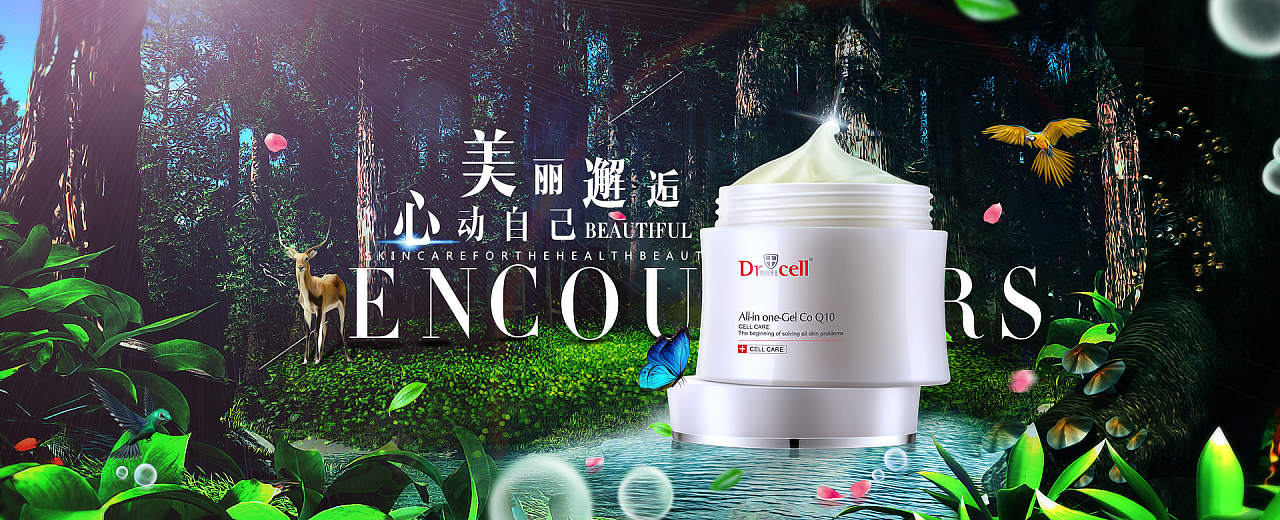 美丽邂逅
心动自己 BEAUTIFUL
SKINCAREFORTHEHEALTHBEAUT
ENCOU RS
Dr cell®
All-in one-Gel Co Q10
CELL CARE
The beginning of solving all skin problems
CELL CARE